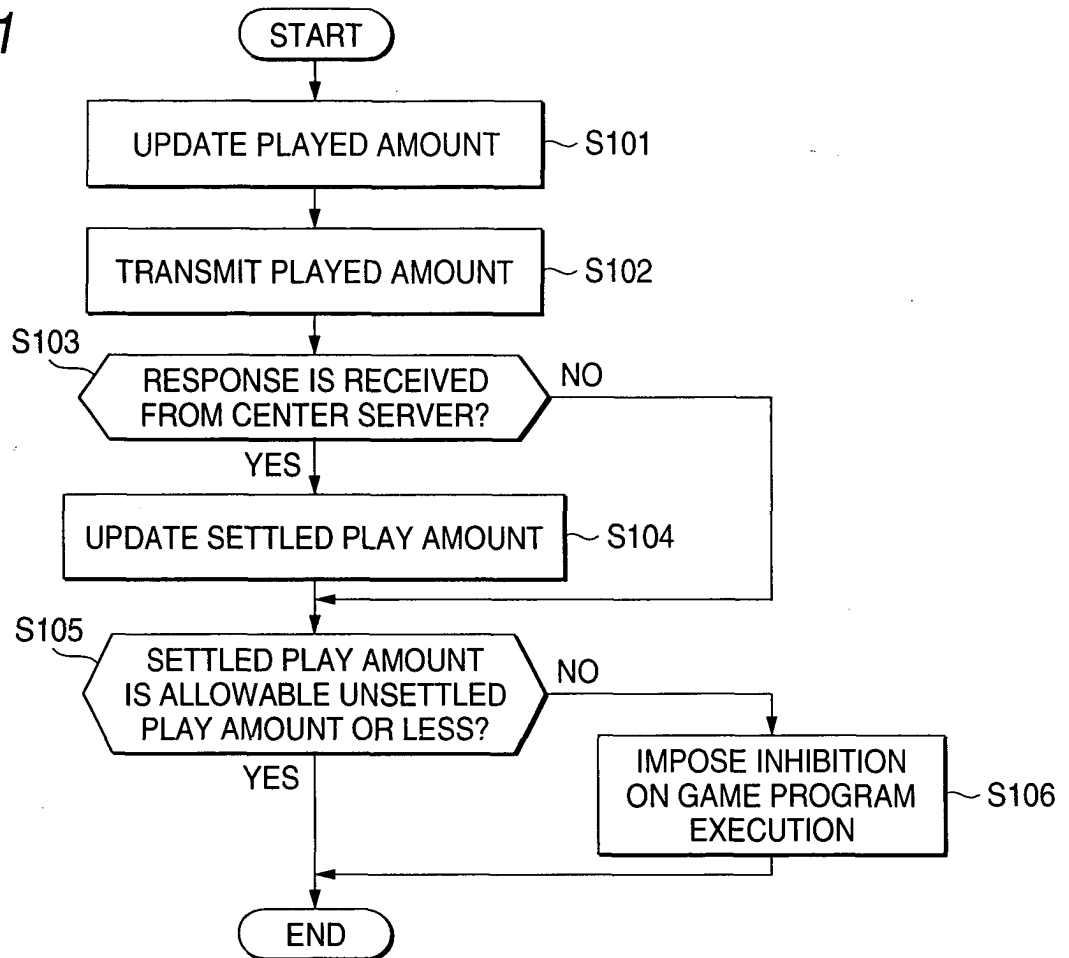 1
START
UPDATE PLAYED AMOUNT
S101
TRANSMIT PLAYED AMOUNT
S102
S103
RESPONSE IS RECEIVED
FROM CENTER SERVER?
NO
YES
UPDATE SETTLED PLAY AMOUNT
S104
S105
SETTLED PLAY AMOUNT
IS ALLOWABLE UNSETTLED
PLAY AMOUNT OR LESS?
NO
YES
IMPOSE INHIBITION
ON GAME PROGRAM
EXECUTION
S106
END